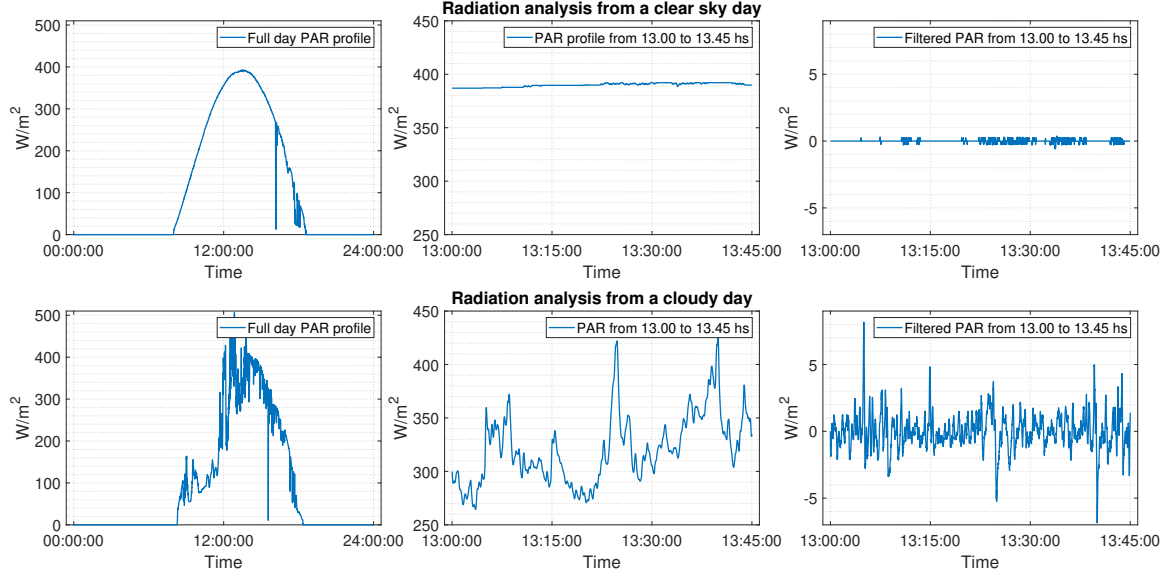 Radiation analysis from a clear sky day
500
400
300
200
100
0
W/m²
Full day PAR profile
00:00:00
12:00:00
24:00:00
Time
450
400
350
300
250
W/m²
PAR profile from 13.00 to 13.45 hs
13:00:00
13:15:00
13:30:00
13:45:00
Time
5
0
-5
W/m²
Filtered PAR from 13.00 to 13.45 hs
13:00:00
13:15:00
13:30:00
13:45:00
Time
Radiation analysis from a cloudy day
500
400
300
200
100
0
W/m²
Full day PAR profile
00:00:00
12:00:00
24:00:00
Time
450
400
350
300
250
W/m²
PAR from 13.00 to 13.45 hs
13:00:00
13:15:00
13:30:00
13:45:00
Time
5
0
-5
W/m²
Filtered PAR from 13.00 to 13.45 hs
13:00:00
13:15:00
13:30:00
13:45:00
Time